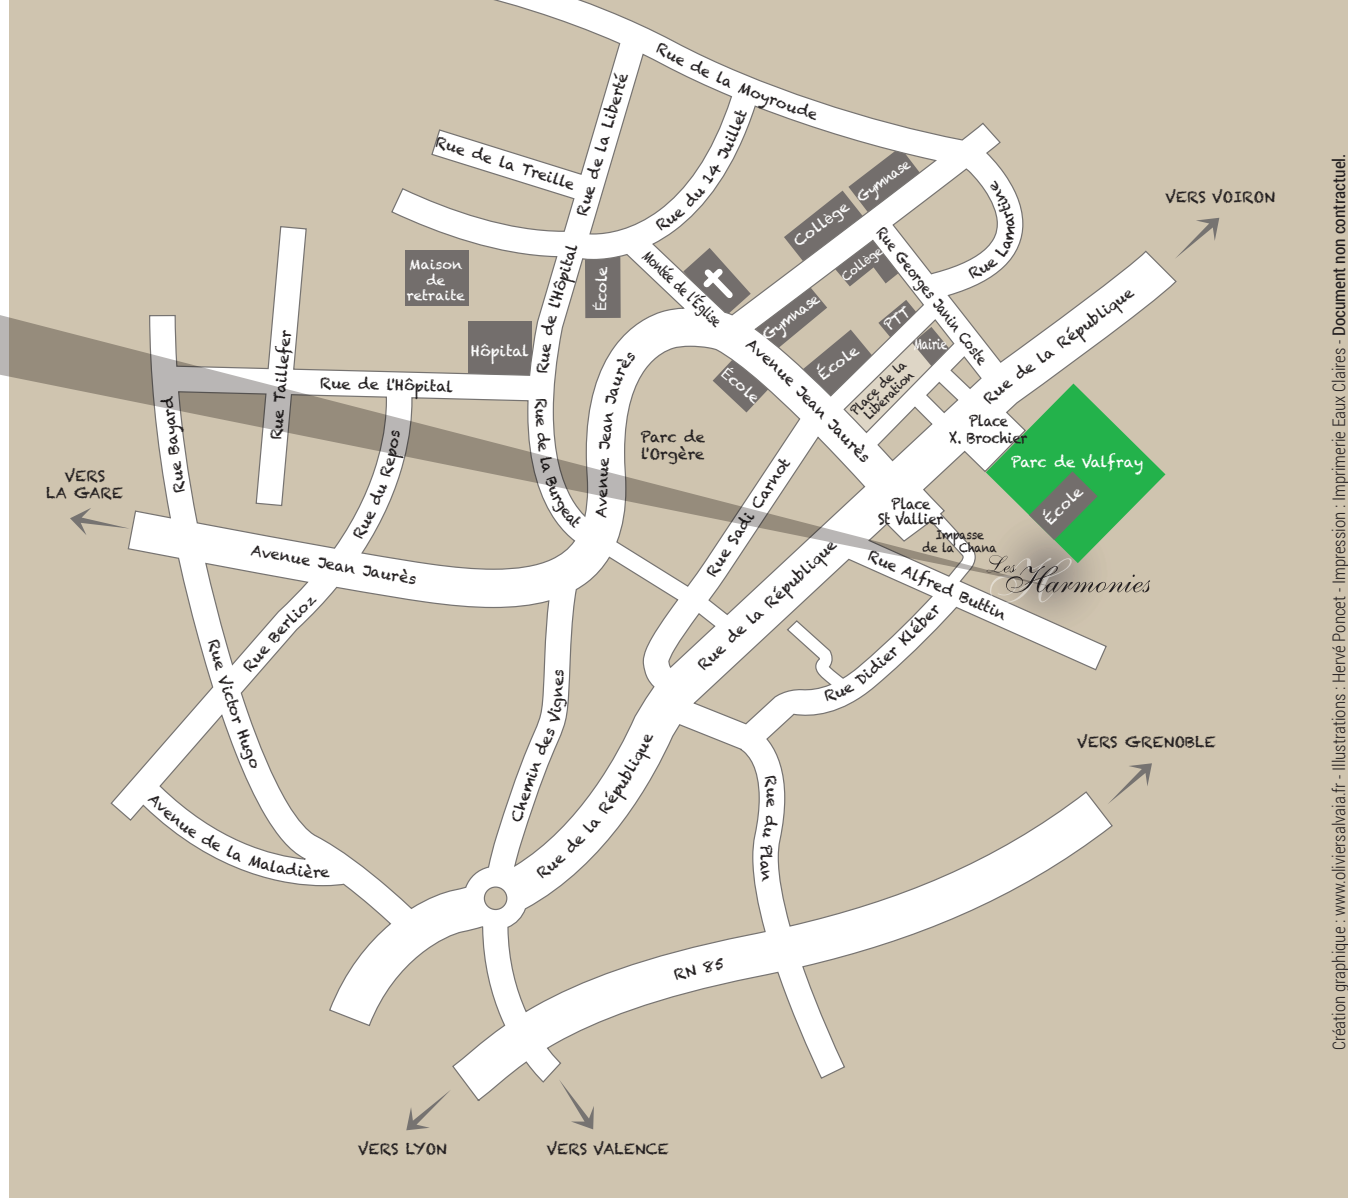 Rue de la Moyroude
Rue de la Liberté
Rue de la Treille
Rue du 14 Juillet
Gymnase
Collège
Rue Lamartine
VERS VOIRON
Rue Georges Janin Coste
Collège
Maison
de
retraite
École
Montée de l'Église
Rue de l'Hôpital
Gymnase
PTT
Mairie
Rue de la République
Hôpital
École
Avenue Jean Jaurès
École
Place de la
Libération
Rue Taillefer
Rue de l'Hôpital
Rue Bayard
Rue du Repos
Rue de la Burgeat
Avenue Jean Jaurès
Parc de
l'Orgère
Place
X. Brochier
Parc de Valfray
École
VERS
LA GARE
Rue Sadi Carnot
Place
St Vallier
Impasse
de la Chana
Avenue Jean Jaurès
Rue Alfred Buttin
Les
Harmonies
Rue de la République
Rue Berlioz
Rue Victor Hugo
Rue Didier Kléber
Chemin des Vignes
Rue de la République
VERS GRENOBLE
Rue du Plan
Avenue de la Maladière
RN 85
VERS LYON
VERS VALENCE
Création graphique : www.oliviersalvaia.fr - Illustrations : Hervé Poncet - Impression : Imprimerie Eaux Claires - Document non contractuel.